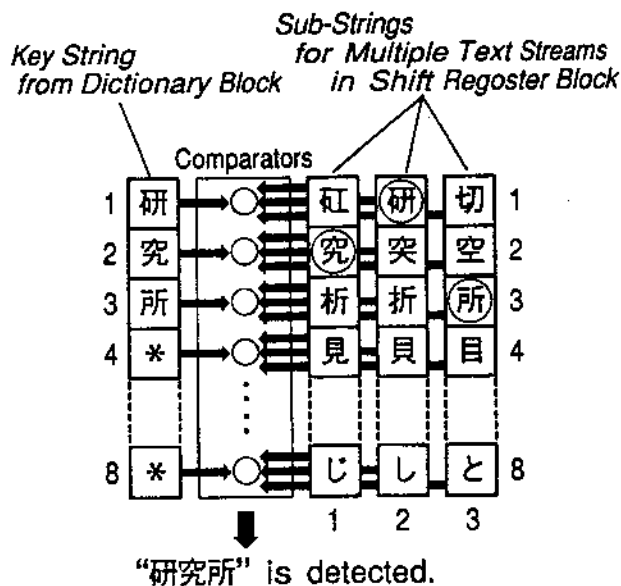 Sub-Strings
for Multiple Text Streams
in Shift Regoster Block
Key String
from Dictionary Block
Comparators
1 研 矼 研 切 1
2 究 究 突 空 2
3 所 析 折 所 3
4 * 見 貝 目 4
8 * じ し と 8
1 2 3
“研究所” is detected.